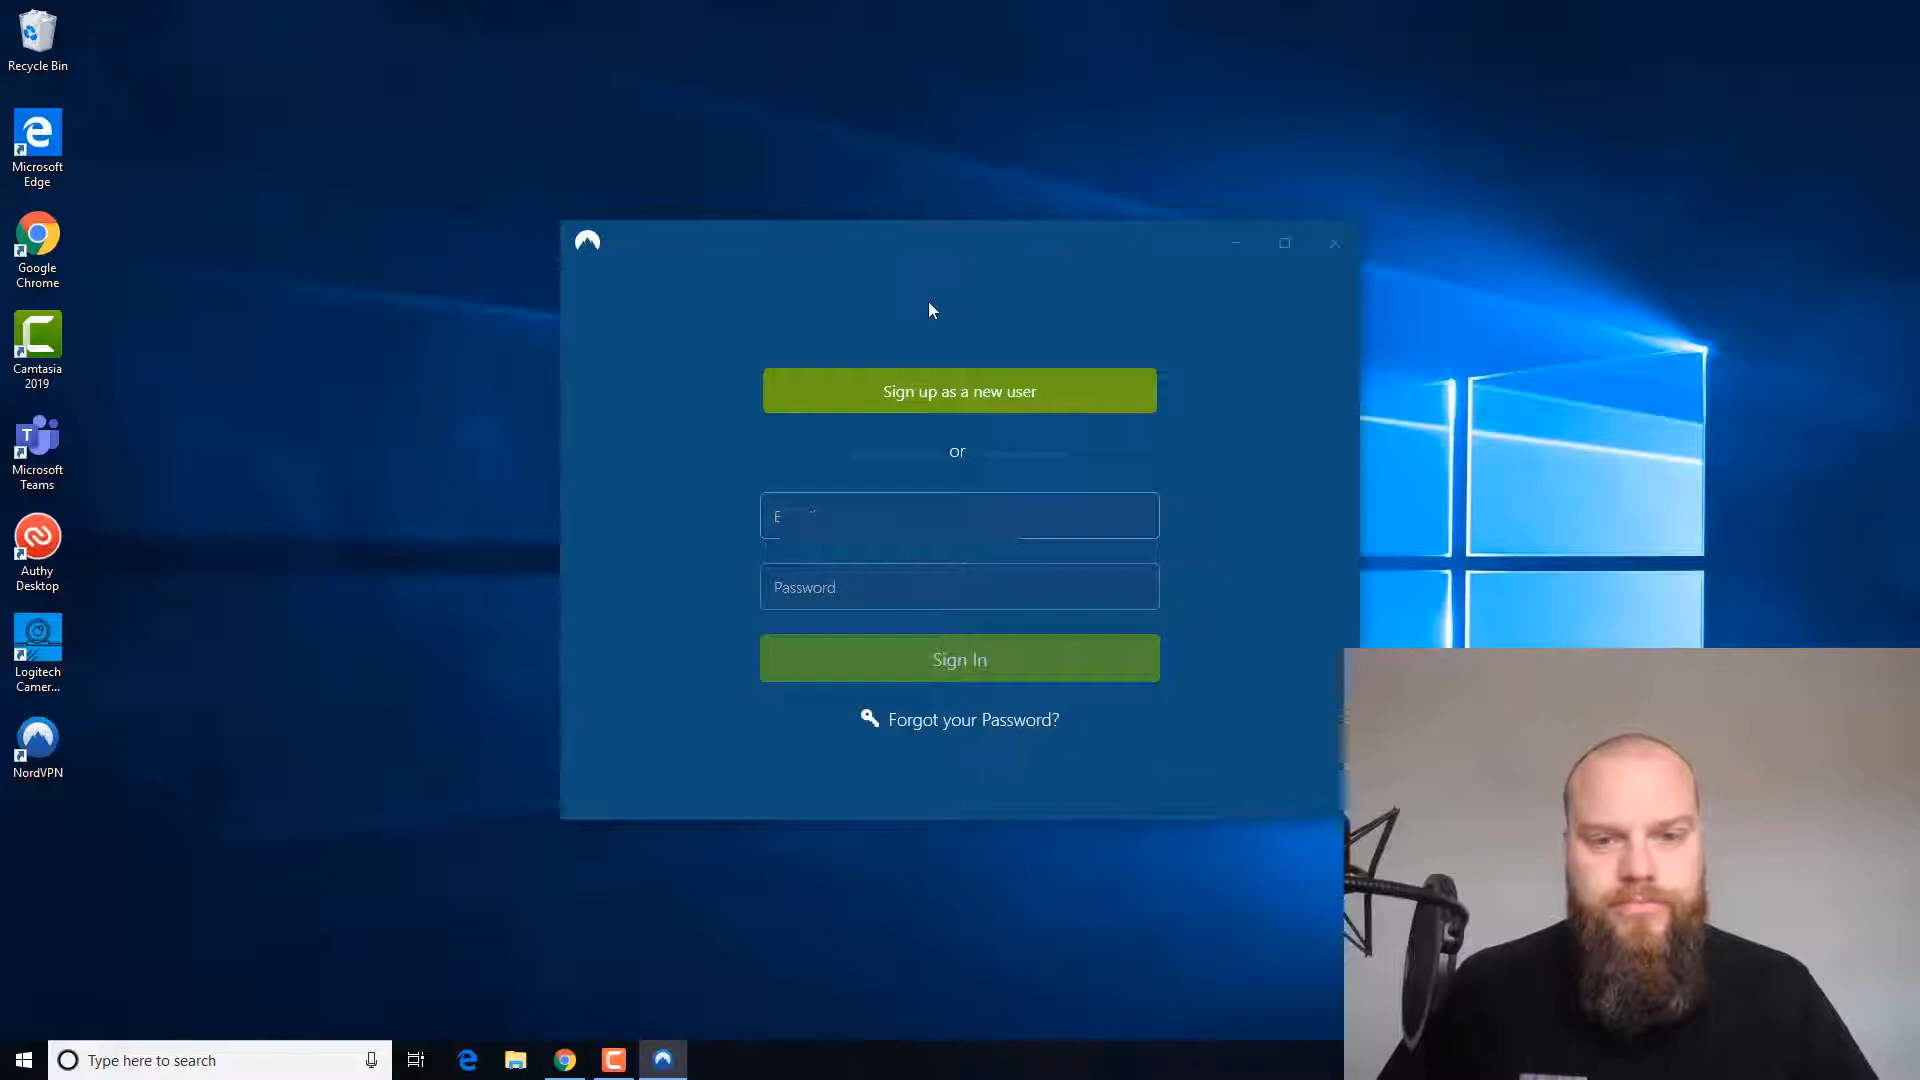 Recycle Bin
Microsoft
Edge
Google
Chrome
Camtasia
2019
Microsoft
Teams
Authy
Desktop
Logitech
Camer...
NordVPN
Sign up as a new user
or
Password
Sign In
Forgot your Password?
Type here to search